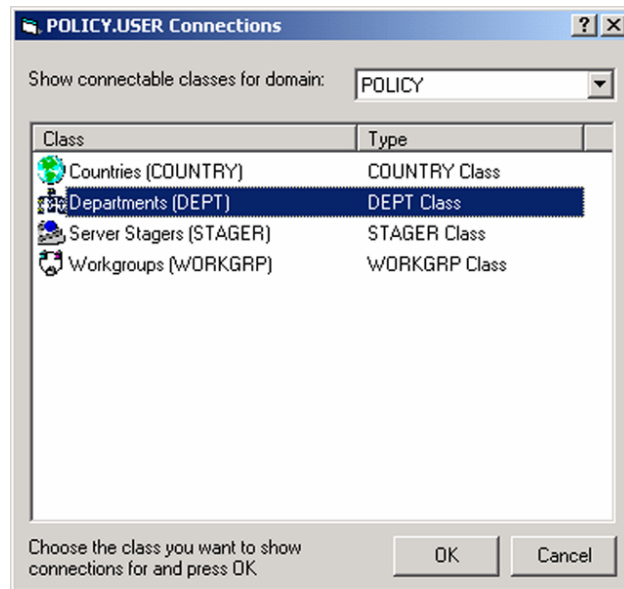 POLICY.USER Connections
Show connectable classes for domain: POLICY
Class Type
Countries (COUNTRY) COUNTRY Class
Departments (DEPT) DEPT Class
Server Stagers (STAGER) STAGER Class
Workgroups (WORKGRP) WORKGRP Class
Choose the class you want to show
connections for and press OK
OK Cancel